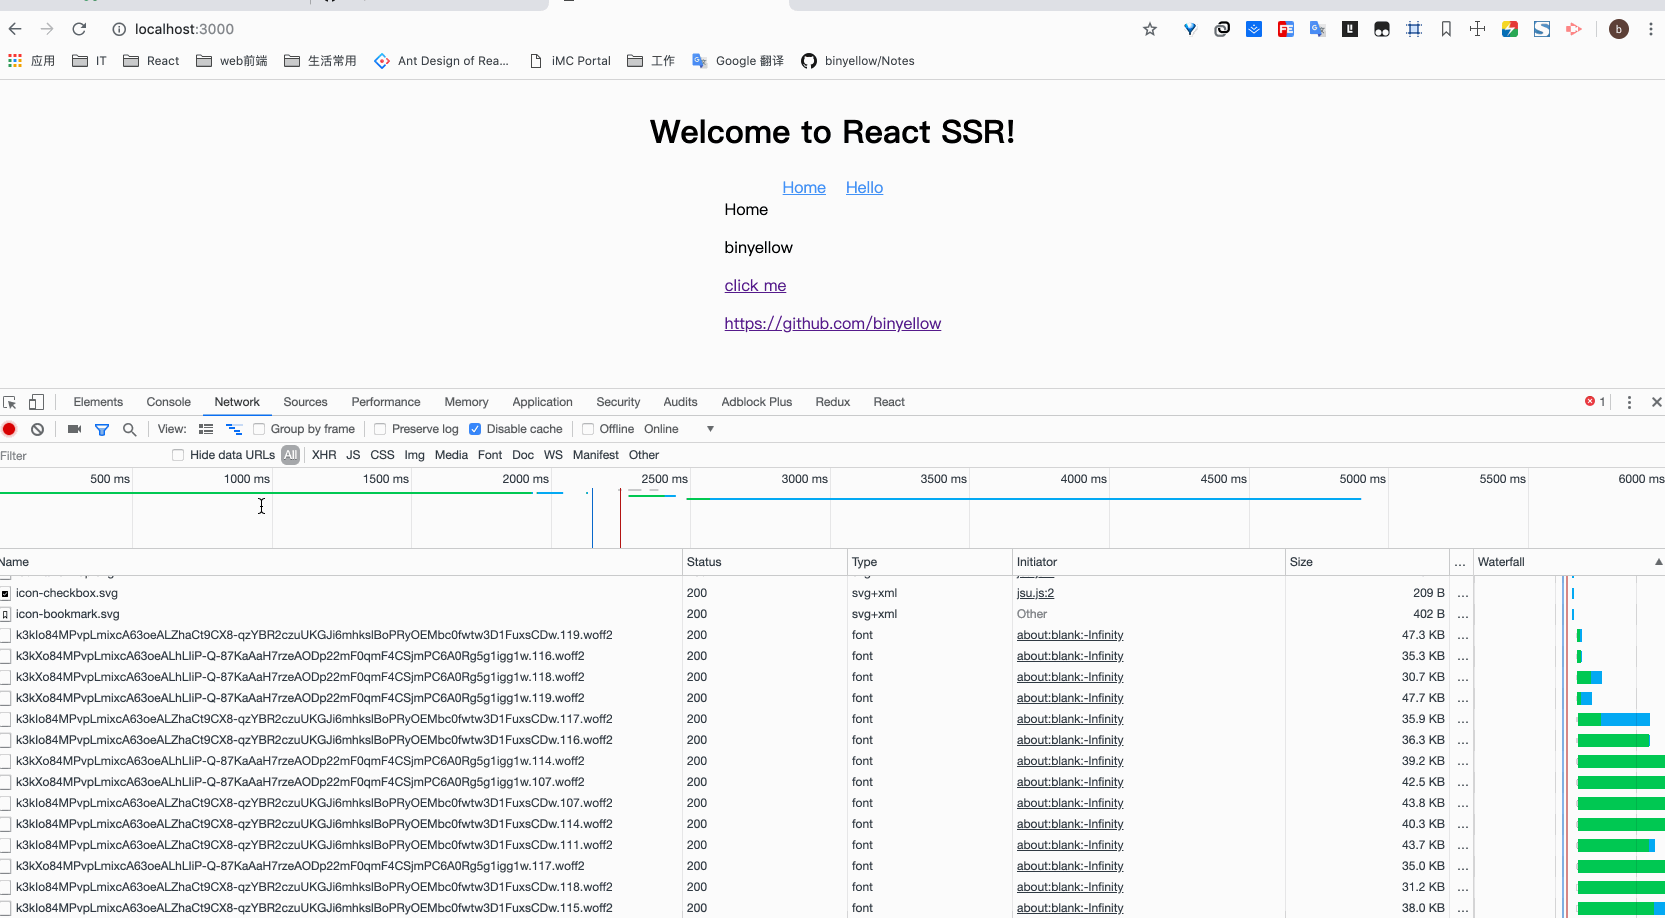 localhost:3000
应用 IT React web前端 生活常用 Ant Design of Rea... iMC Portal 工作 Google 翻译 binyellow/Notes
Welcome to React SSR!
Home Hello
Home
binyellow
click me
https://github.com/binyellow
Elements Console Network Sources Performance Memory Application Security Audits Adblock Plus Redux React 1
View: Group by frame Preserve log Disable cache Offline Online
Filter Hide data URLs All XHR JS CSS Img Media Font Doc WS Manifest Other
500 ms 1000 ms 1500 ms 2000 ms 2500 ms 3000 ms 3500 ms 4000 ms 4500 ms 5000 ms 5500 ms 6000 ms
Name Status Type Initiator Size ... Waterfall
icon-checkbox.svg 200 svg+xml jsu.js:2 209 B ...
icon-bookmark.svg 200 svg+xml Other 402 B ...
k3kIo84MPvpLmixcA63oeALZhaCt9CX8-qzYBR2czuUKGJi6mhkslBoPRyOEMbc0fwtw3D1FuxsCDw.119.woff2 200 font about:blank:-Infinity 47.3 KB ...
k3kXo84MPvpLmixcA63oeALhLIiP-Q-87KaAaH7rzeAODp22mF0qmF4CSjmPC6A0Rg5g1igg1w.116.woff2 200 font about:blank:-Infinity 35.3 KB ...
k3kXo84MPvpLmixcA63oeALhLIiP-Q-87KaAaH7rzeAODp22mF0qmF4CSjmPC6A0Rg5g1igg1w.118.woff2 200 font about:blank:-Infinity 30.7 KB ...
k3kXo84MPvpLmixcA63oeALhLIiP-Q-87KaAaH7rzeAODp22mF0qmF4CSjmPC6A0Rg5g1igg1w.119.woff2 200 font about:blank:-Infinity 47.7 KB ...
k3kIo84MPvpLmixcA63oeALZhaCt9CX8-qzYBR2czuUKGJi6mhkslBoPRyOEMbc0fwtw3D1FuxsCDw.117.woff2 200 font about:blank:-Infinity 35.9 KB ...
k3kIo84MPvpLmixcA63oeALZhaCt9CX8-qzYBR2czuUKGJi6mhkslBoPRyOEMbc0fwtw3D1FuxsCDw.116.woff2 200 font about:blank:-Infinity 36.3 KB ...
k3kXo84MPvpLmixcA63oeALhLIiP-Q-87KaAaH7rzeAODp22mF0qmF4CSjmPC6A0Rg5g1igg1w.114.woff2 200 font about:blank:-Infinity 39.2 KB ...
k3kXo84MPvpLmixcA63oeALhLIiP-Q-87KaAaH7rzeAODp22mF0qmF4CSjmPC6A0Rg5g1igg1w.107.woff2 200 font about:blank:-Infinity 42.5 KB ...
k3kIo84MPvpLmixcA63oeALZhaCt9CX8-qzYBR2czuUKGJi6mhkslBoPRyOEMbc0fwtw3D1FuxsCDw.107.woff2 200 font about:blank:-Infinity 43.8 KB ...
k3kIo84MPvpLmixcA63oeALZhaCt9CX8-qzYBR2czuUKGJi6mhkslBoPRyOEMbc0fwtw3D1FuxsCDw.114.woff2 200 font about:blank:-Infinity 40.3 KB ...
k3kIo84MPvpLmixcA63oeALZhaCt9CX8-qzYBR2czuUKGJi6mhkslBoPRyOEMbc0fwtw3D1FuxsCDw.111.woff2 200 font about:blank:-Infinity 43.7 KB ...
k3kXo84MPvpLmixcA63oeALhLIiP-Q-87KaAaH7rzeAODp22mF0qmF4CSjmPC6A0Rg5g1igg1w.117.woff2 200 font about:blank:-Infinity 35.0 KB ...
k3kIo84MPvpLmixcA63oeALZhaCt9CX8-qzYBR2czuUKGJi6mhkslBoPRyOEMbc0fwtw3D1FuxsCDw.118.woff2 200 font about:blank:-Infinity 31.2 KB ...
k3kIo84MPvpLmixcA63oeALZhaCt9CX8-qzYBR2czuUKGJi6mhkslBoPRyOEMbc0fwtw3D1FuxsCDw.115.woff2 200 font about:blank:-Infinity 38.0 KB ...